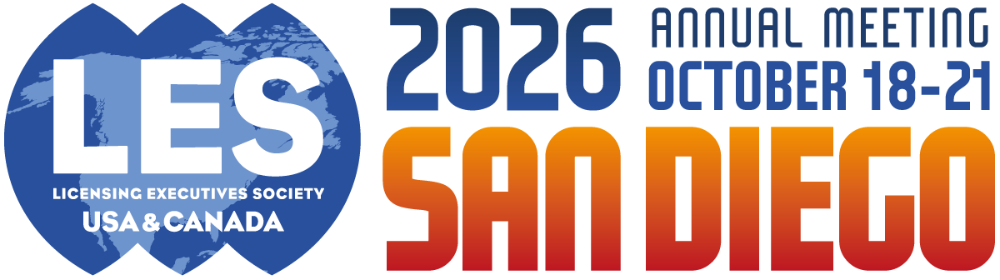 LES
LICENSING EXECUTIVES SOCIETY
USA & CANADA
2026
ANNUAL MEETING
OCTOBER 18-21
SAN DIEGO